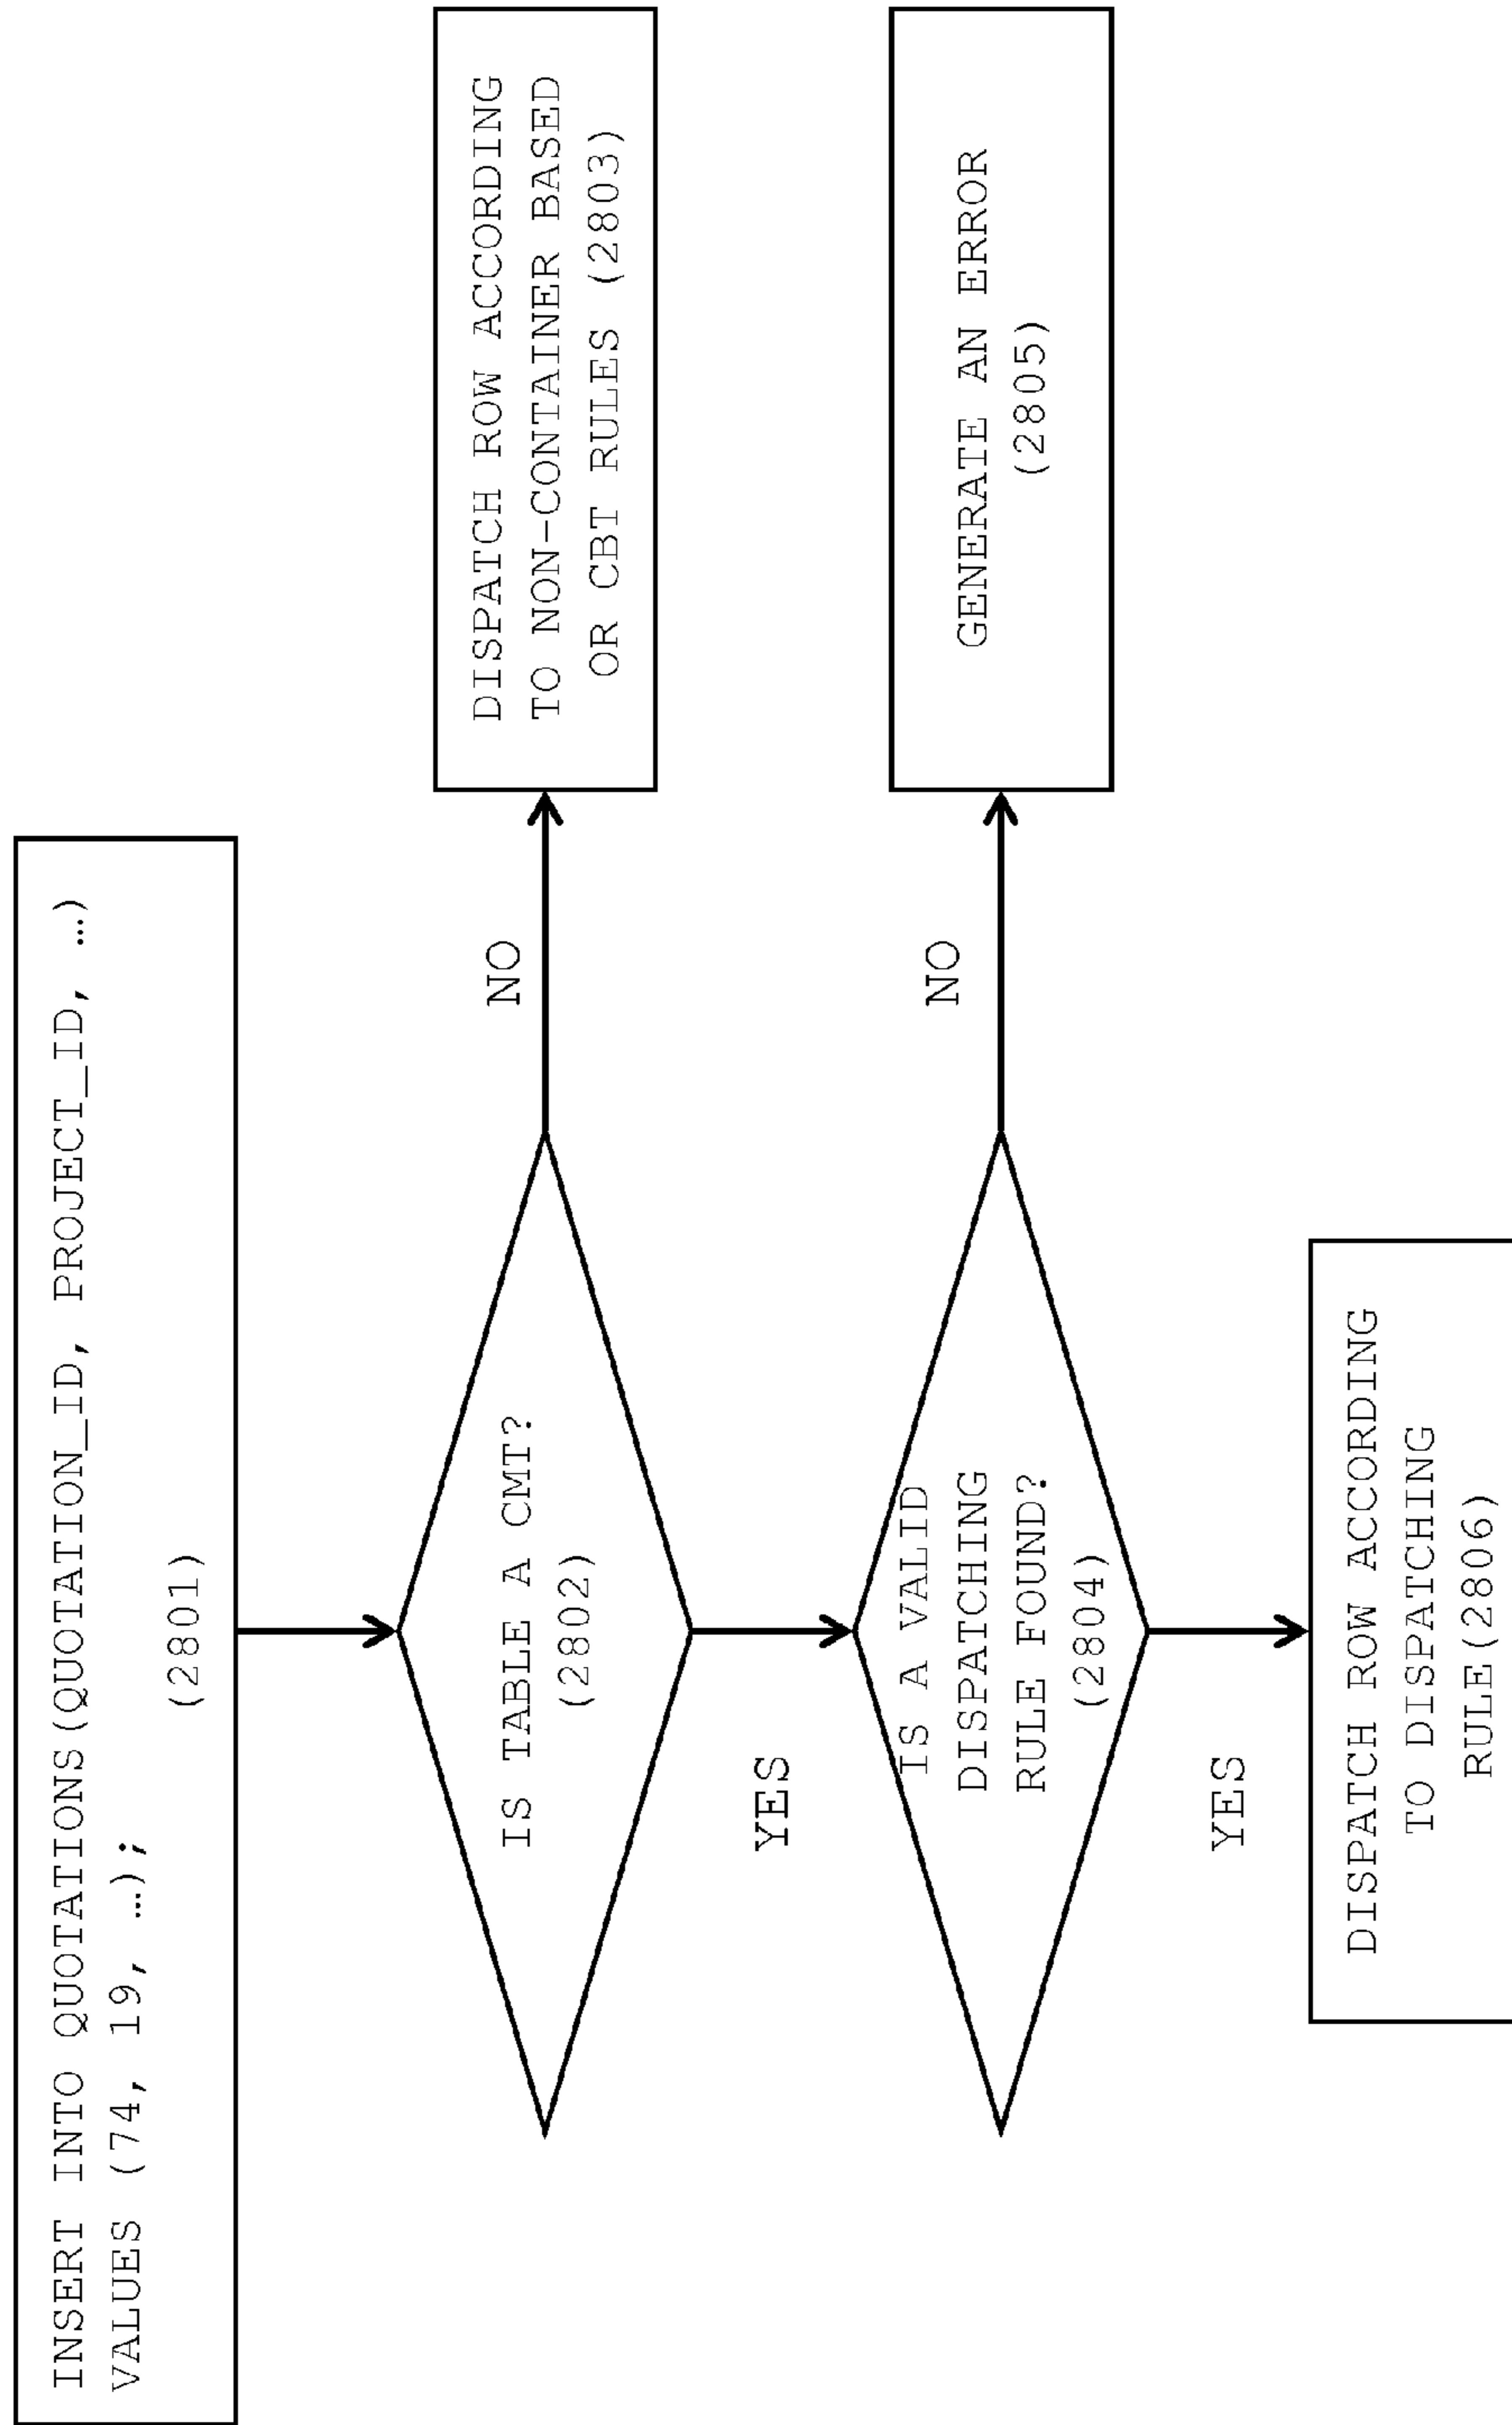 INSERT INTO QUOTATIONS(QUOTATION_ID, PROJECT_ID, …)
VALUES (74, 19, …);
(2801)
IS TABLE A CMT?
(2802)
NO
DISPATCH ROW ACCORDING
TO NON-CONTAINER BASED
OR CBT RULES (2803)
YES
IS A VALID
DISPATCHING
RULE FOUND?
(2804)
NO
GENERATE AN ERROR
(2805)
YES
DISPATCH ROW ACCORDING
TO DISPATCHING
RULE(2806)